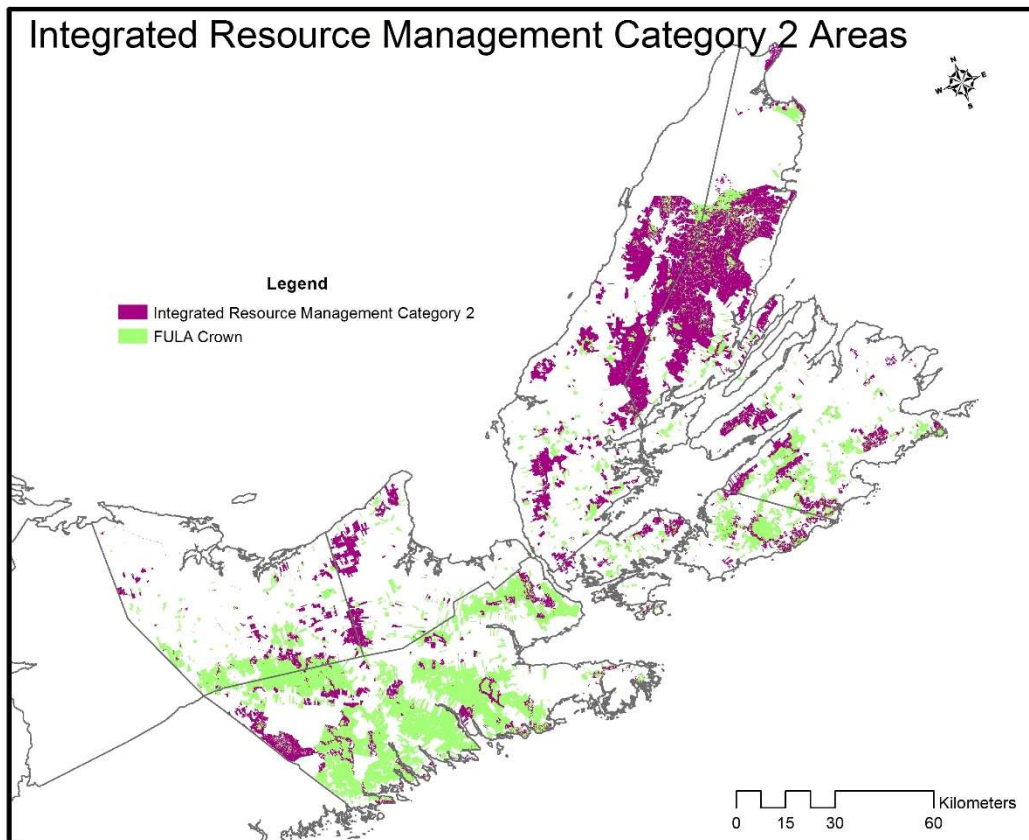 Integrated Resource Management Category 2 Areas
N
W E
S
Legend
Integrated Resource Management Category 2
FULA Crown
Kilometers
0 15 30 60